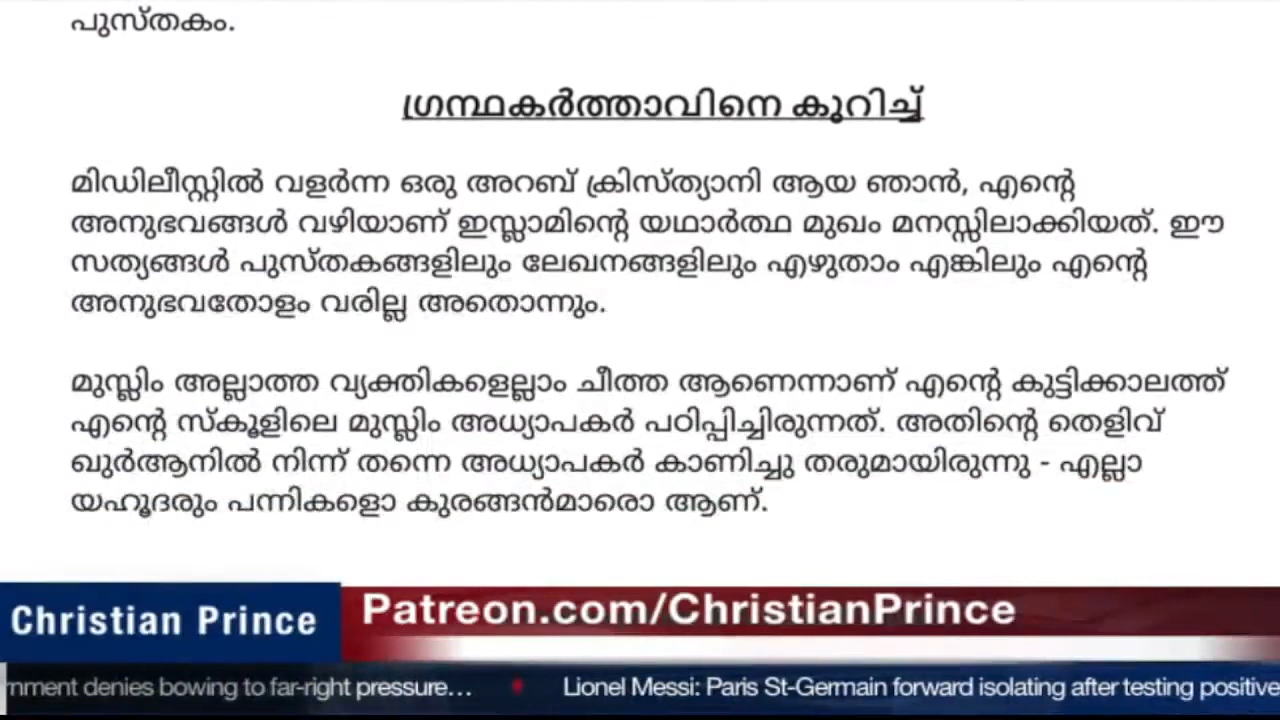 പുസ്തകം.
ഗ്രന്ഥകർത്താവിനെ കുറിച്ച്
മിഡിലീസ്റ്റിൽ വളർന്ന ഒരു അറബ് ക്രിസ്ത്യാനി ആയ ഞാൻ, എന്റെ
അനുഭവങ്ങൾ വഴിയാണ് ഇസ്ലാമിന്റെ യഥാർത്ഥ മുഖം മനസ്സിലാക്കിയത്. ഈ
സത്യങ്ങൾ പുസ്തകങ്ങളിലും ലേഖനങ്ങളിലും എഴുതാം എങ്കിലും എന്റെ
അനുഭവതോളം വരില്ല അതൊന്നും.
മുസ്ലിം അല്ലാത്ത വ്യക്തികളെല്ലാം ചീത്ത ആണെന്നാണ് എന്റെ കുട്ടിക്കാലത്ത്
എന്റെ സ്കൂളിലെ മുസ്ലിം അധ്യാപകർ പഠിപ്പിച്ചിരുന്നത്. അതിന്റെ തെളിവ്
ഖുർആനിൽ നിന്ന് തന്നെ അധ്യാപകർ കാണിച്ചു തരുമായിരുന്നു - എല്ലാ
യഹൂദരും പന്നികളൊ കുരങ്ങൻമാരൊ ആണ്.
Christian Prince
Patreon.com/ChristianPrince
rnment denies bowing to far-right pressure... • Lionel Messi: Paris St-Germain forward isolating after testing positive